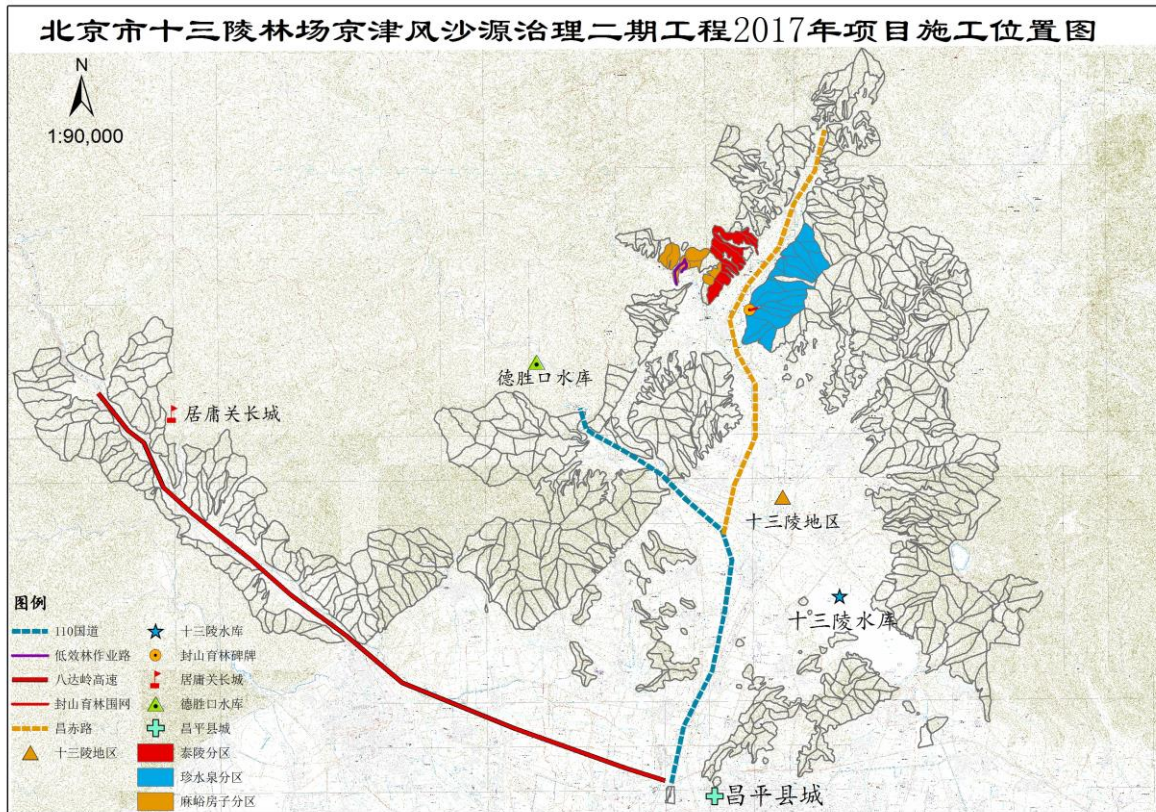 北京市十三陵林场京津风沙源治理二期工程2017年项目施工位置图
N
1:90,000
德胜口水库
居庸关长城
十三陵地区
十三陵水库
昌平县城
图例
110国道
低效林作业路
八达岭高速
封山育林围网
昌赤路
十三陵地区
十三陵水库
封山育林碑牌
居庸关长城
德胜口水库
昌平县城
泰陵分区
珍水泉分区
麻峪房子分区